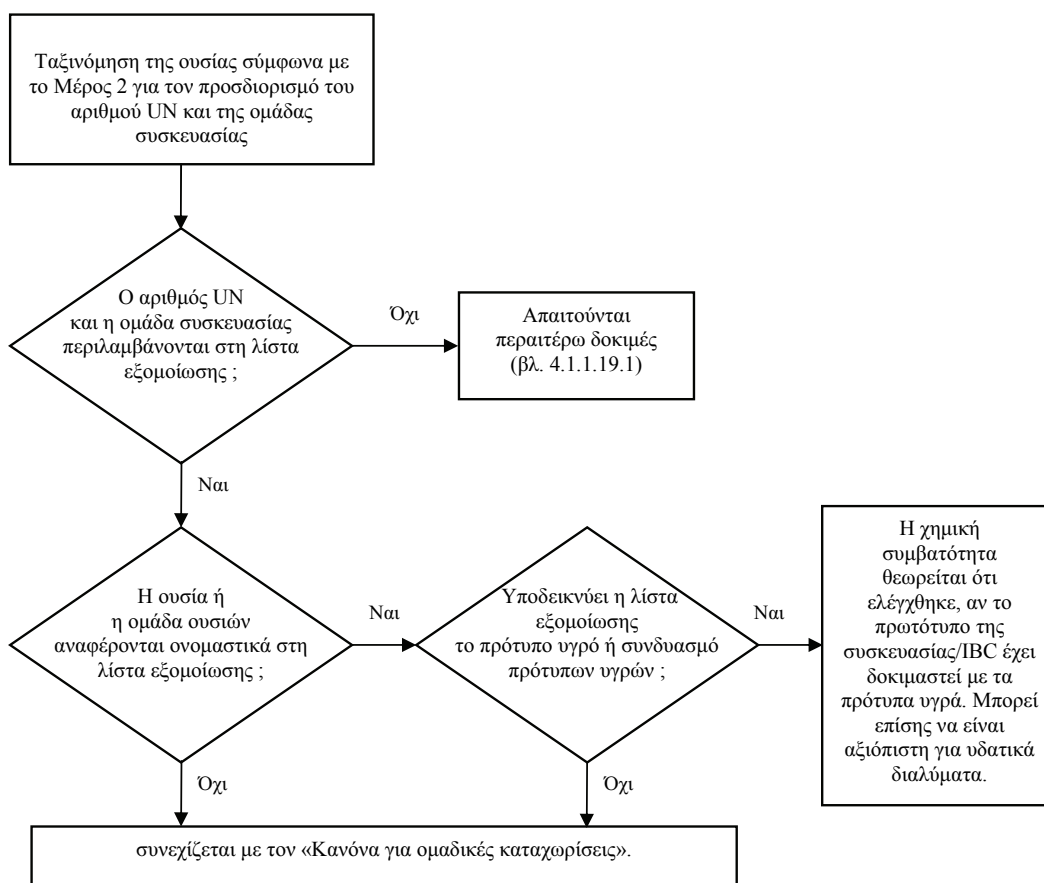 Ταξινόμηση της ουσίας σύμφωνα με
το Μέρος 2 για τον προσδιορισμό του
αριθμού UN και της ομάδας
συσκευασίας
Ο αριθμός UN
και η ομάδα συσκευασίας
περιλαμβάνονται στη λίστα
εξομοίωσης ;
Όχι
Απαιτούνται
περαιτέρω δοκιμές
(βλ. 4.1.1.19.1)
Ναι
Η ουσία ή
η ομάδα ουσιών
αναφέρονται ονομαστικά στη
λίστα εξομοίωσης ;
Ναι
Υποδεικνύει η λίστα
εξομοίωσης
το πρότυπο υγρό ή συνδυασμό
πρότυπων υγρών ;
Ναι
Η χημική
συμβατότητα
θεωρείται ότι
ελέγχθηκε, αν το
πρωτότυπο της
συσκευασίας/IBC έχει
δοκιμαστεί με τα
πρότυπα υγρά. Μπορεί
επίσης να είναι
αξιόπιστη για υδατικά
διαλύματα.
Όχι
Όχι
συνεχίζεται με τον «Κανόνα για ομαδικές καταχωρίσεις».